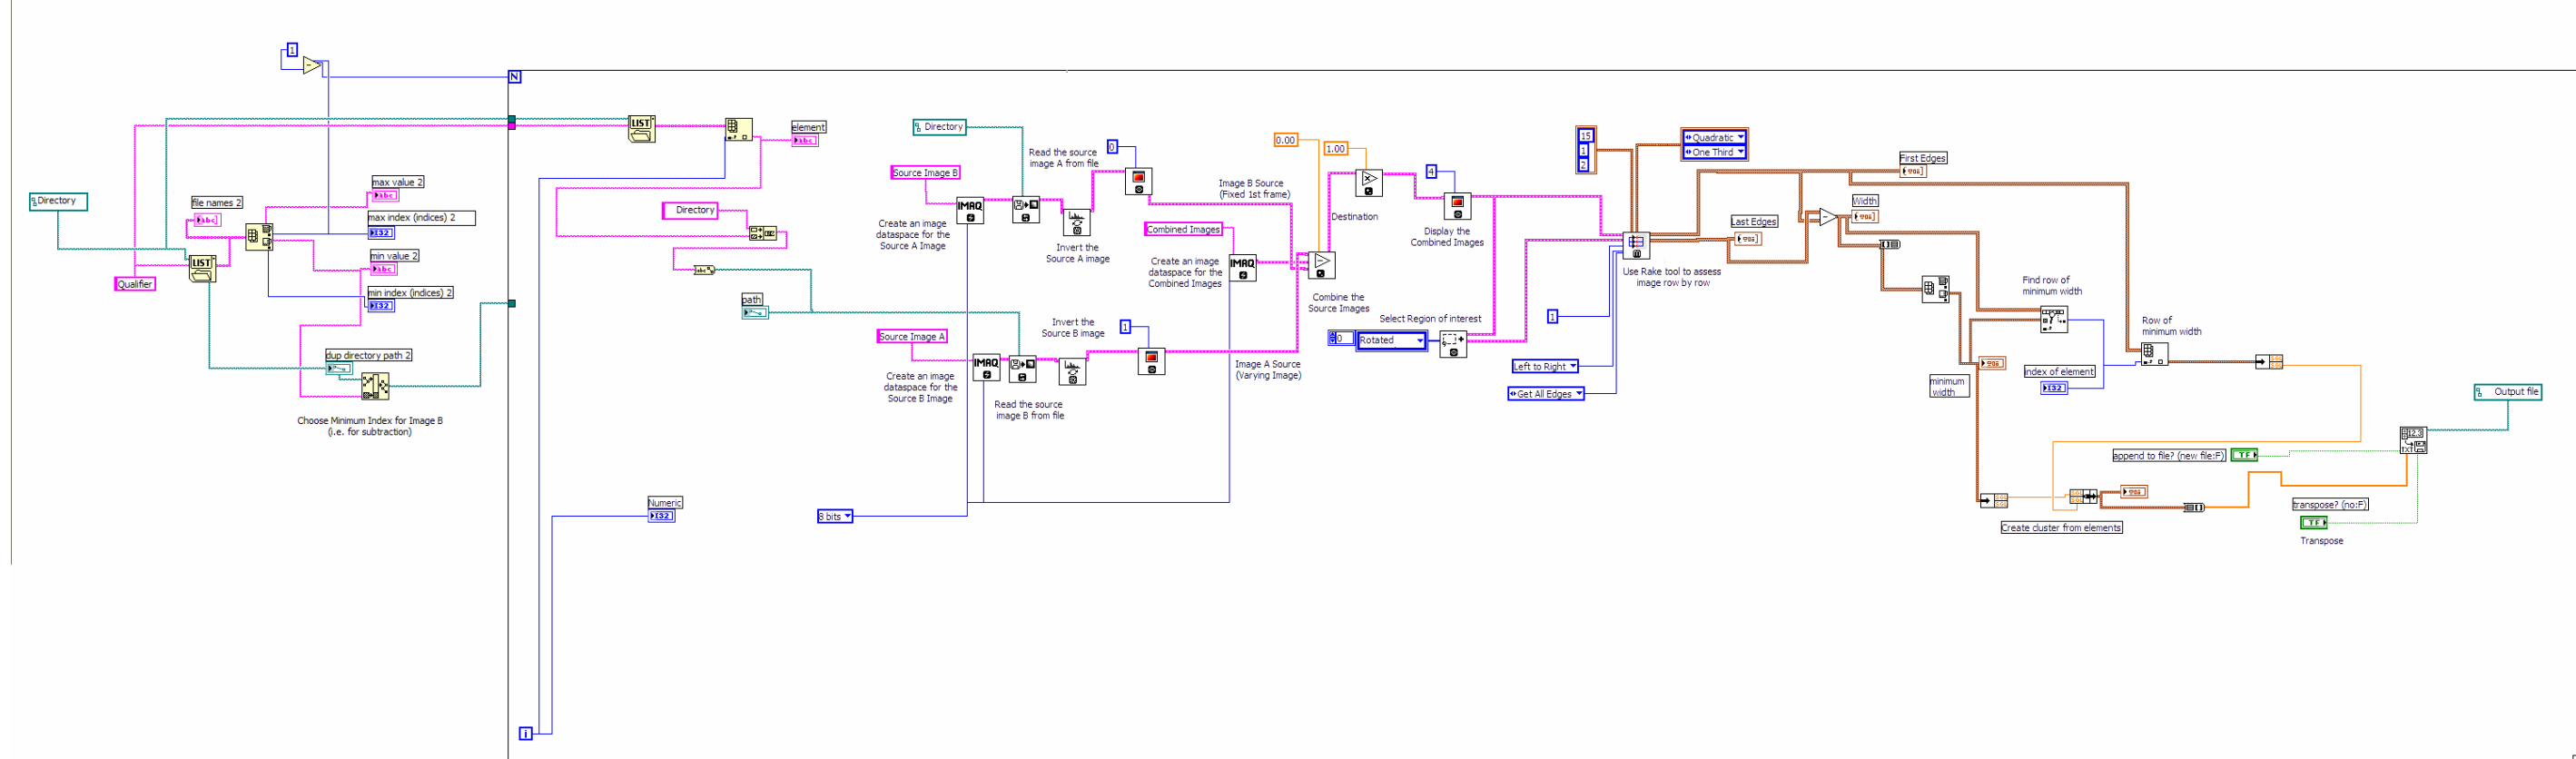 1
N
Directory
file names 2
abc
max value 2
abc
max index (indices) 2
I32
min value 2
abc
min index (indices) 2
I32
LIST
Qualifier
dup directory path 2
Choose Minimum Index for Image B
(i.e. for subtraction)
LIST
element
abc
Directory
path
Numeric
I32
i
8 bits
Directory
Source Image B
IMAQ
Create an image
dataspace for the
Source A Image
Read the source
image A from file
0
Invert the
Source A image
Source Image A
IMAQ
Create an image
dataspace for the
Source B Image
Read the source
image B from file
Invert the
Source B image
1
Image B Source
(Fixed 1st frame)
Combined Images
IMAQ
Create an image
dataspace for the
Combined Images
Image A Source
(Varying Image)
0.00
1.00
Destination
Combine the
Source Images
4
Display the
Combined Images
Select Region of interest
0
Rotated
15
1
2
Quadratic
One Third
Use Rake tool to assess
image row by row
1
Left to Right
Get All Edges
First Edges
Last Edges
Width
minimum
width
Find row of
minimum width
index of element
I32
Row of
minimum width
append to file? (new file:F)
TF
Create cluster from elements
transpose? (no:F)
TF
Transpose
Output file
12.3
TXT